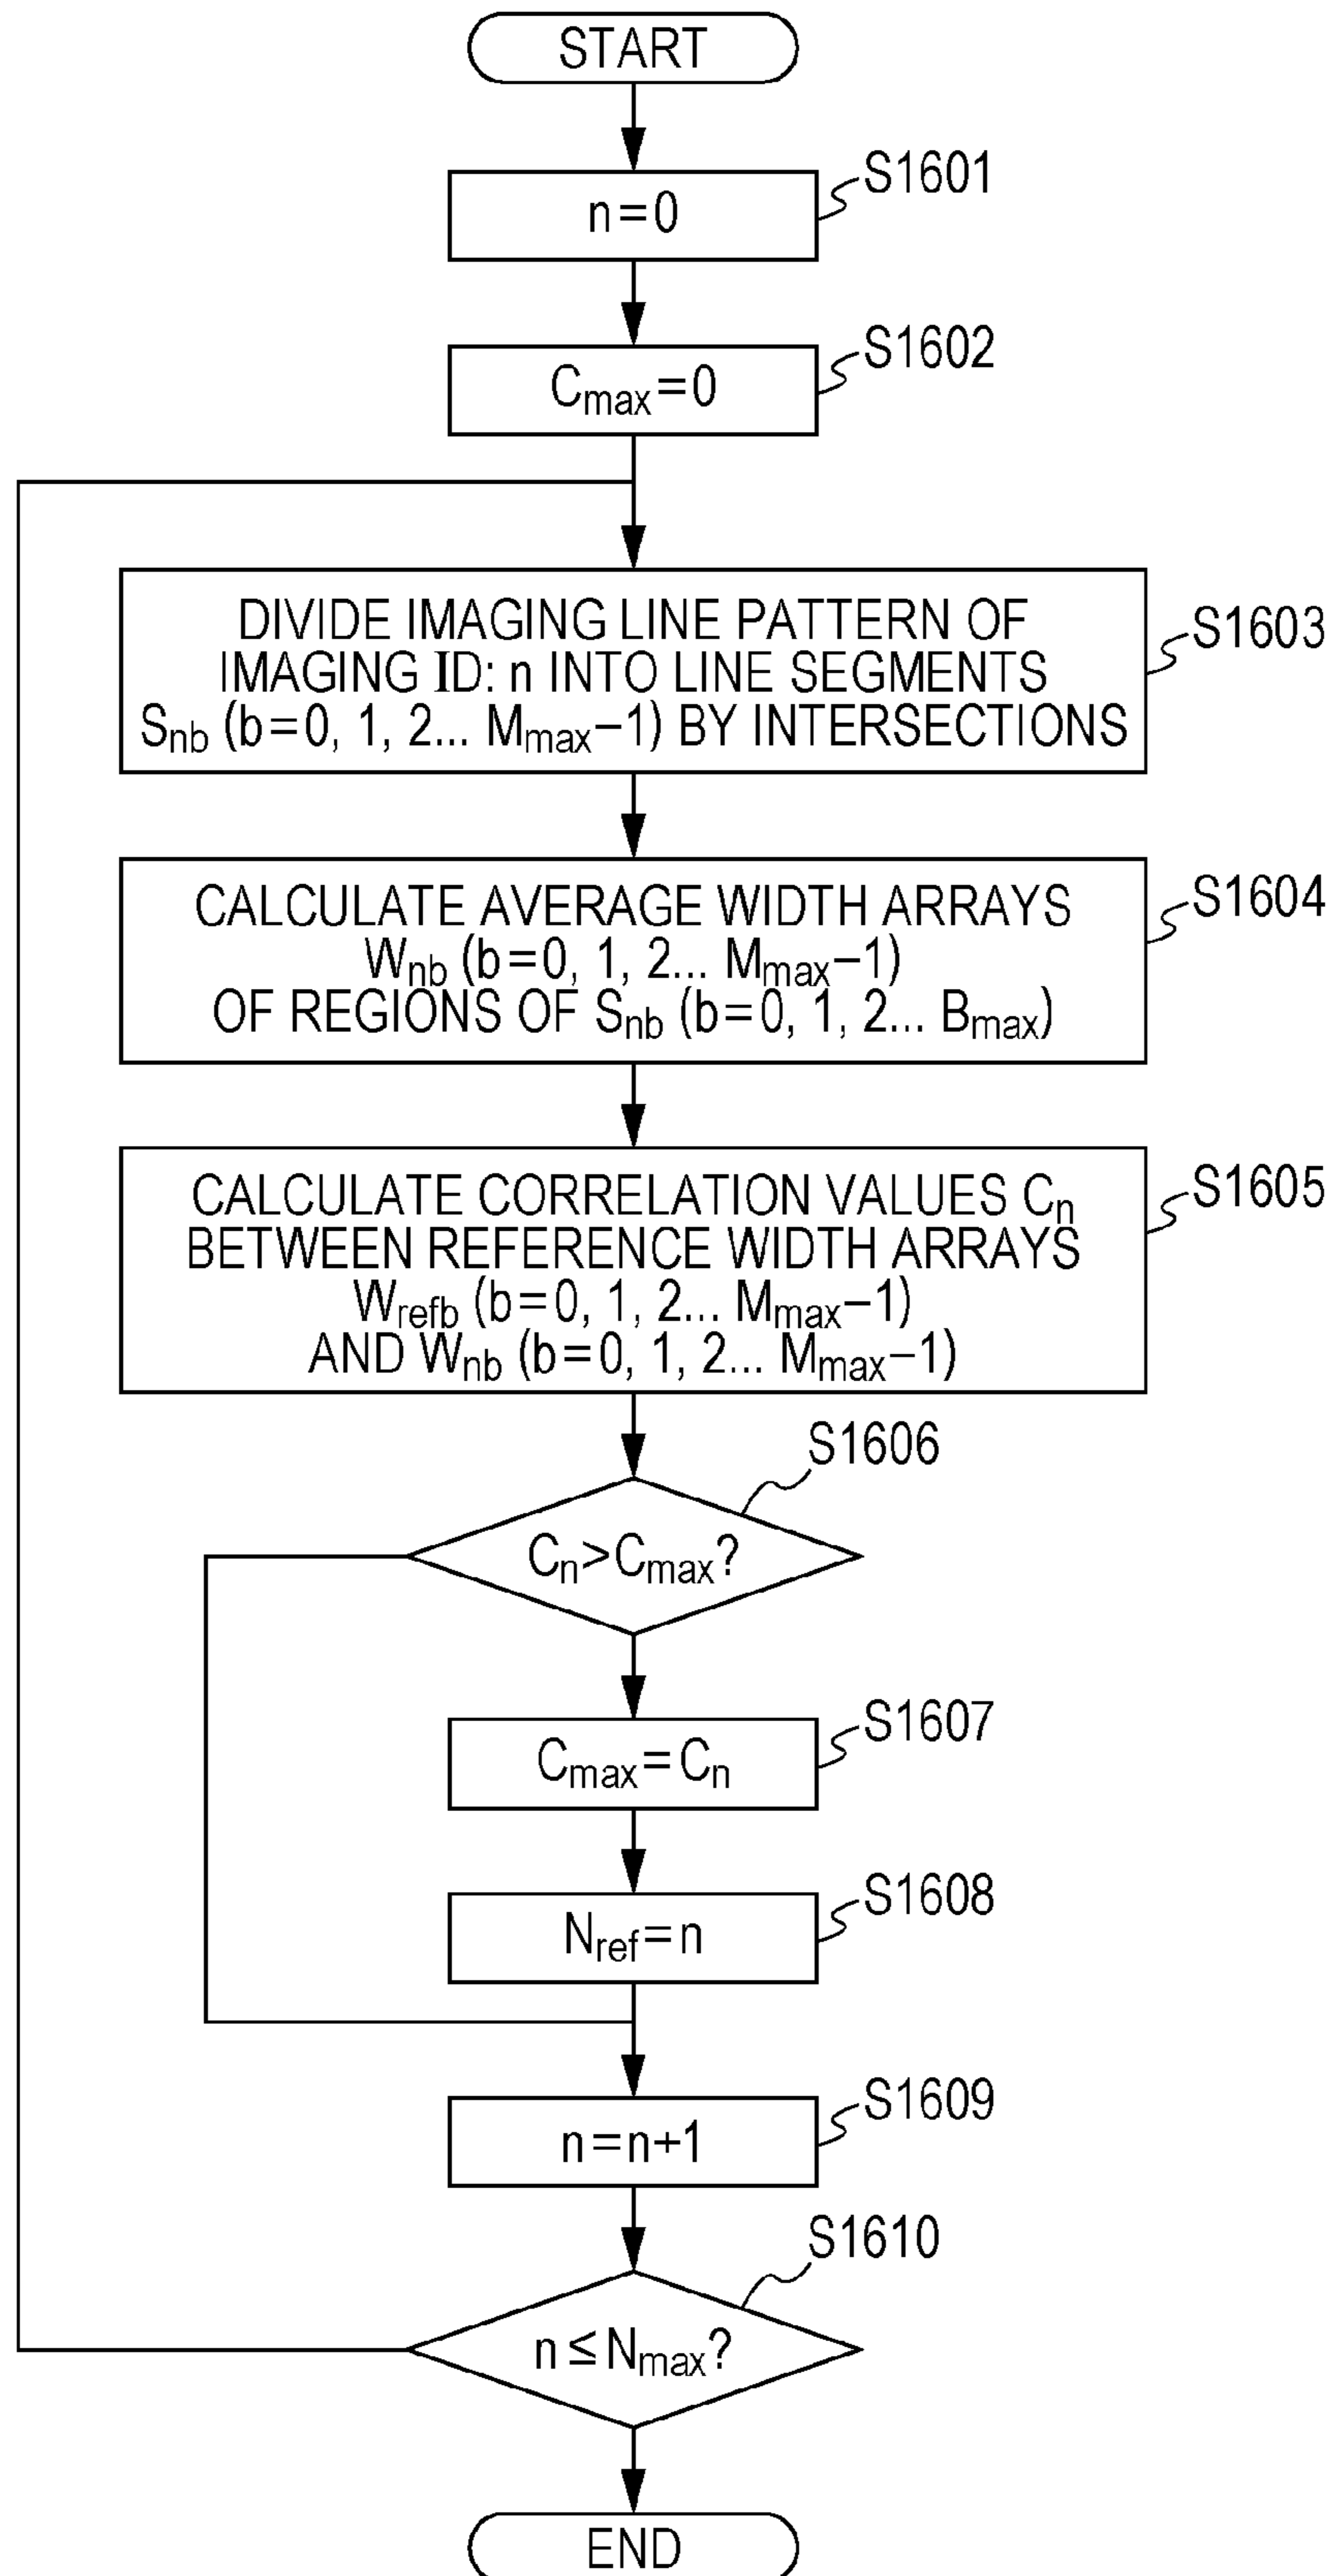 START
S1601
n=0
S1602
Cmax=0
S1603
DIVIDE IMAGING LINE PATTERN OF
IMAGING ID: n INTO LINE SEGMENTS
Snb (b=0, 1, 2... Mmax−1) BY INTERSECTIONS
S1604
CALCULATE AVERAGE WIDTH ARRAYS
Wnb (b=0, 1, 2... Mmax−1)
OF REGIONS OF Snb (b=0, 1, 2... Bmax)
S1605
CALCULATE CORRELATION VALUES Cn
BETWEEN REFERENCE WIDTH ARRAYS
Wrefb (b=0, 1, 2... Mmax−1)
AND Wnb (b=0, 1, 2... Mmax−1)
S1606
Cn>Cmax?
S1607
Cmax=Cn
S1608
Nref=n
S1609
n=n+1
S1610
n≤Nmax?
END